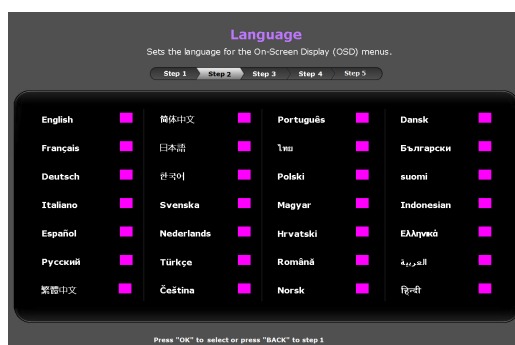 Language
Sets the language for the On-Screen Display (OSD) menus.
Step 1 Step 2 Step 3 Step 4 Step 5
English 简体中文 Português Dansk
Français 日本語 ไทย Български
Deutsch 한국어 Polski suomi
Italiano Svenska Magyar Indonesian
Español Nederlands Hrvatski Ελληνικά
Русский Türkçe Română العربية
繁體中文 Čeština Norsk हिन्दी
Press "OK" to select or press "BACK" to step 1